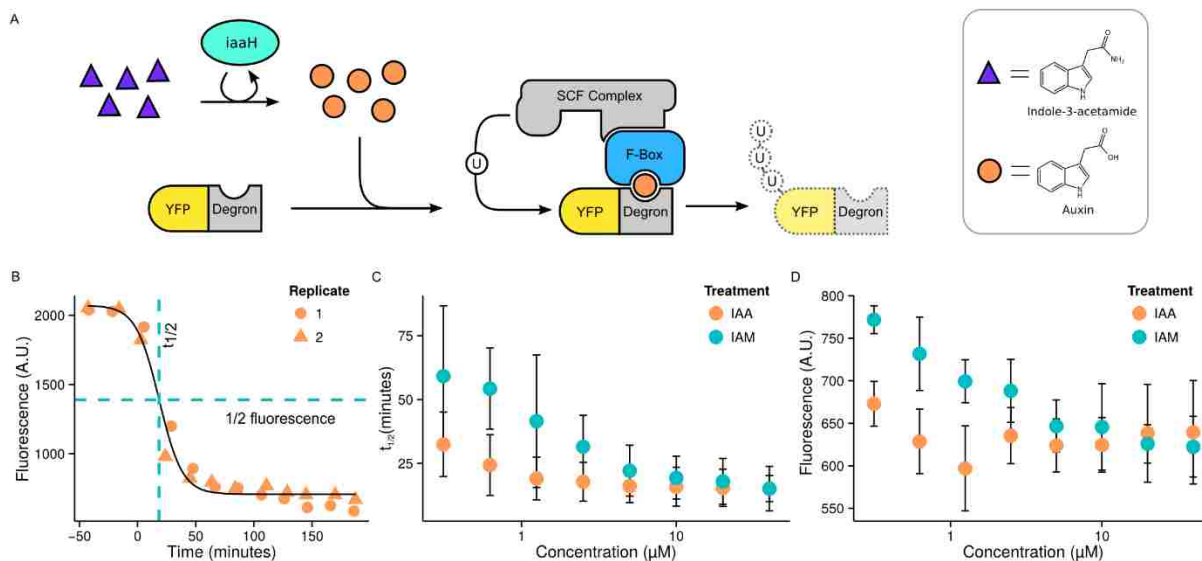 A
iaaH
SCF Complex
F-Box
U
YFP
Degron
YFP
Degron
U
U
U
YFP
Degron
O
NH₂
N
H
Indole-3-acetamide
O
OH
N
H
Auxin
B
Fluorescence (A.U.)
2000
1500
1000
Replicate
1
2
t1/2
1/2 fluorescence
−50
0
50
100
150
Time (minutes)
C
t1/2(minutes)
75
50
25
Treatment
IAA
IAM
1
10
Concentration (µM)
D
Fluorescence (A.U.)
800
750
700
650
600
550
Treatment
IAA
IAM
1
10
Concentration (µM)